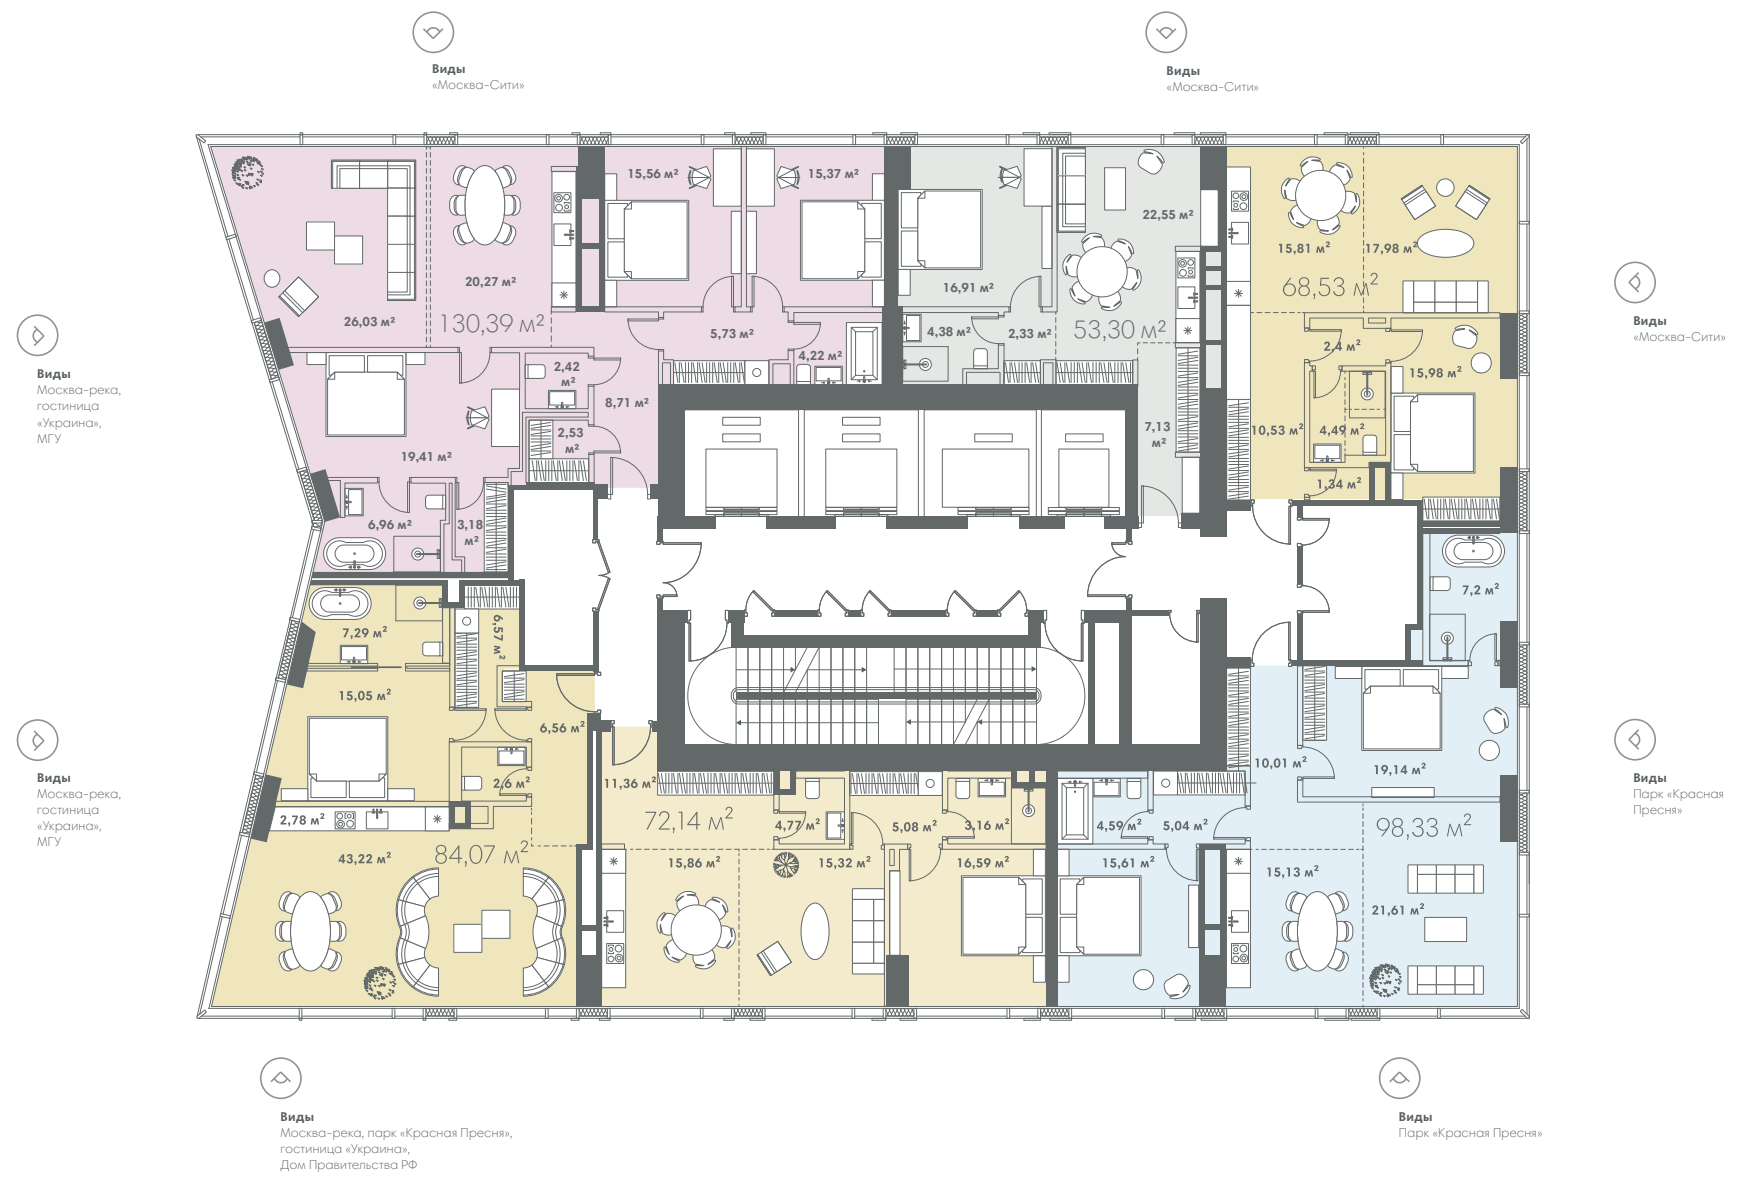 Виды
«Москва-Сити»
Виды
«Москва-Сити»
15,56 м²
15,37 м²
22,55 м²
15,81 м²
17,98 м²
20,27 м²
16,91 м²
68,53 м²
26,03 м²
130,39 м²
5,73 м²
4,22 м²
4,38 м²
2,33 м²
53,30 м²
2,4 м²
15,98 м²
Виды
«Москва-Сити»
Виды
Москва-река,
гостиница
«Украина»,
МГУ
2,42
м²
8,71 м²
19,41 м²
2,53
м²
7,13
м²
10,53 м²
4,49 м²
1,34 м²
6,96 м²
3,18
м²
7,29 м²
6,57 м²
7,2 м²
15,05 м²
6,56 м²
2,6 м²
11,36 м²
10,01 м²
19,14 м²
Виды
Москва-река,
гостиница
«Украина»,
МГУ
Виды
Парк «Красная
Пресня»
2,78 м²
72,14 м²
4,77 м²
5,08 м²
3,16 м²
4,59 м²
5,04 м²
98,33 м²
43,22 м²
84,07 м²
15,86 м²
15,32 м²
16,59 м²
15,61 м²
15,13 м²
21,61 м²
Виды
Москва-река, парк «Красная Пресня»,
гостиница «Украина»,
Дом Правительства РФ
Виды
Парк «Красная Пресня»